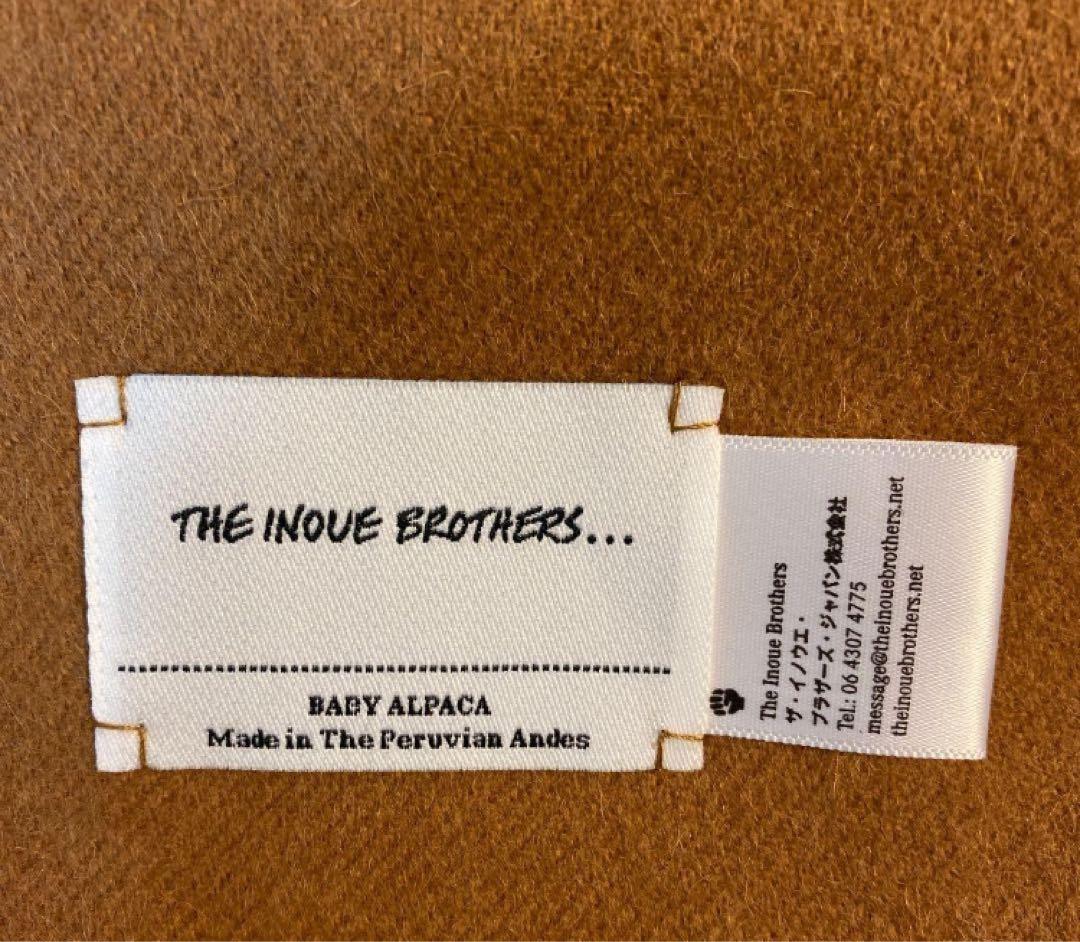 THE INOUE BROTHERS...
BABY ALPACA
Made in The Peruvian Andes
The Inoue Brothers
ザ・イノウエ・
ブラザーズ・ジャパン株式会社
Tel.: 06 4307 4775
message@theinouebrothers.net
theinouebrothers.net